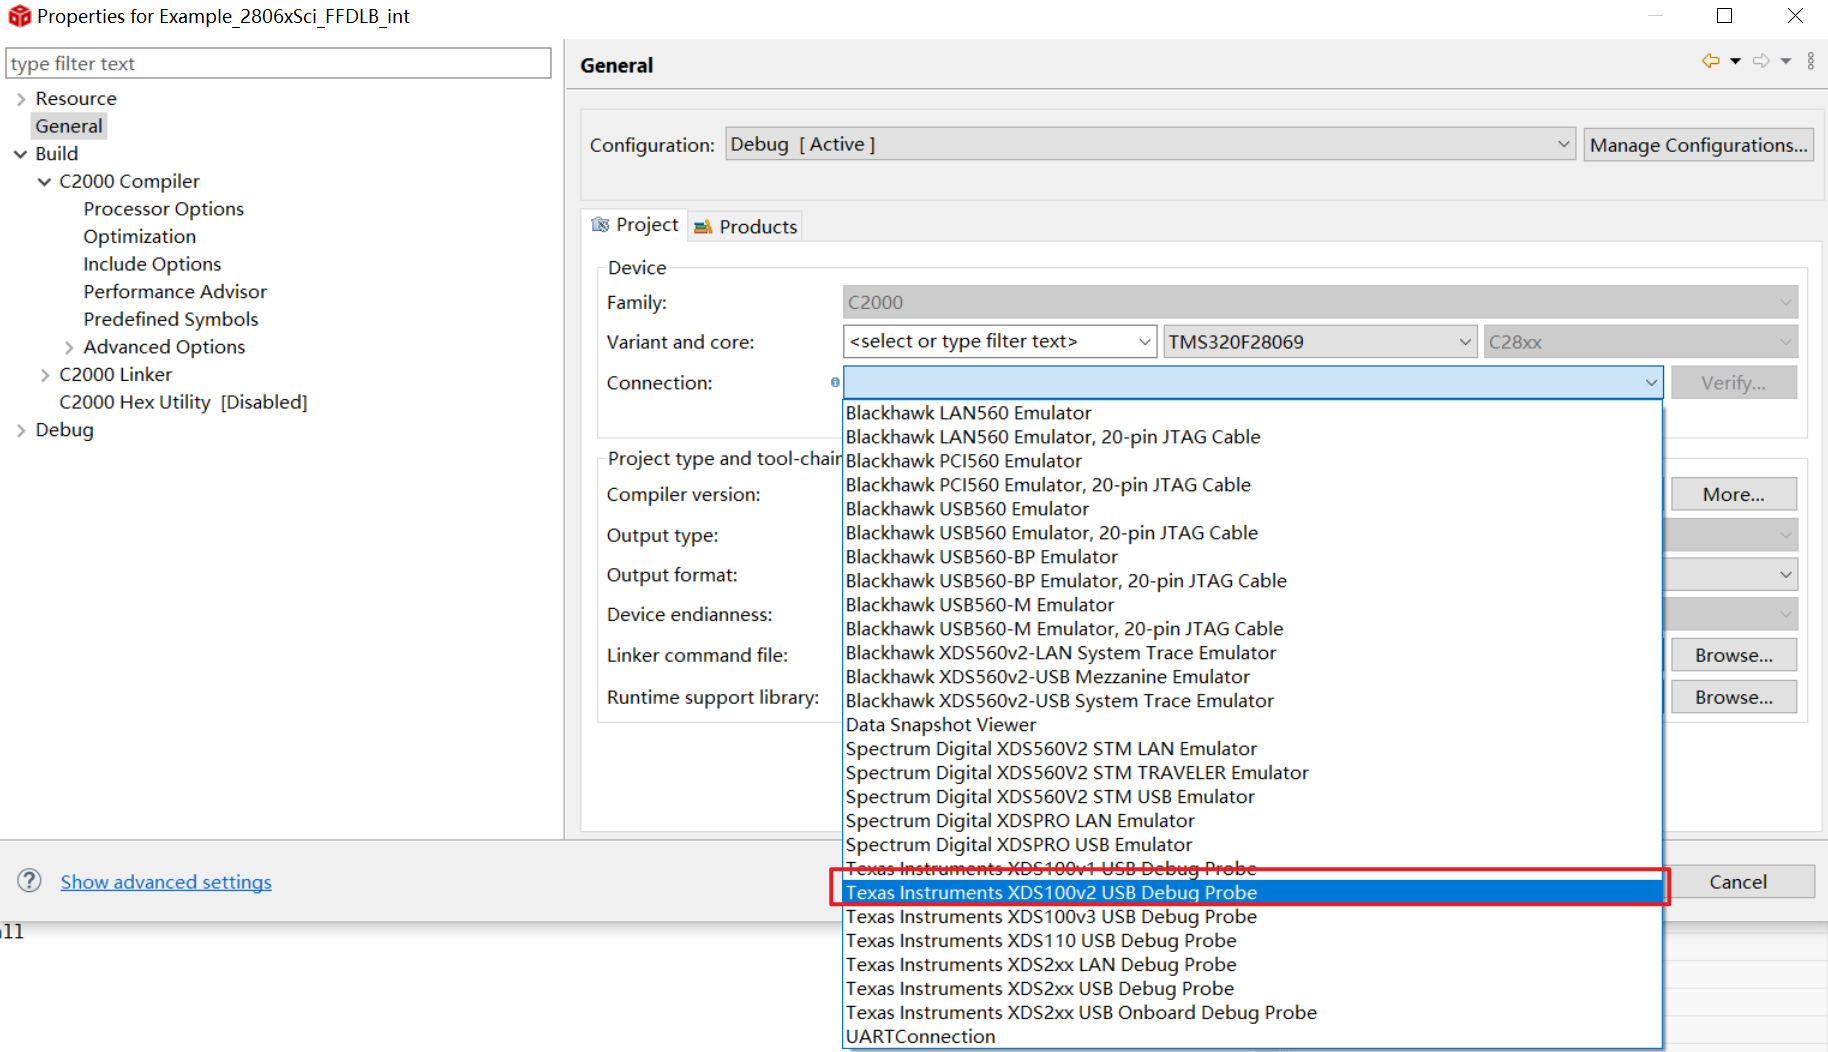 Properties for Example_2806xSci_FFDLB_int
type filter text
Resource
General
Build
C2000 Compiler
Processor Options
Optimization
Include Options
Performance Advisor
Predefined Symbols
Advanced Options
C2000 Linker
C2000 Hex Utility [Disabled]
Debug
General
Configuration: Debug [ Active ] Manage Configurations...
Project Products
Device
Family: C2000
Variant and core: <select or type filter text> TMS320F28069 C28xx
Connection: Verify...
Blackhawk LAN560 Emulator
Blackhawk LAN560 Emulator, 20-pin JTAG Cable
Blackhawk PCI560 Emulator
Blackhawk PCI560 Emulator, 20-pin JTAG Cable
Blackhawk USB560 Emulator
Blackhawk USB560 Emulator, 20-pin JTAG Cable
Blackhawk USB560-BP Emulator
Blackhawk USB560-BP Emulator, 20-pin JTAG Cable
Blackhawk USB560-M Emulator
Blackhawk USB560-M Emulator, 20-pin JTAG Cable
Blackhawk XDS560v2-LAN System Trace Emulator
Blackhawk XDS560v2-USB Mezzanine Emulator
Blackhawk XDS560v2-USB System Trace Emulator
Data Snapshot Viewer
Spectrum Digital XDS560V2 STM LAN Emulator
Spectrum Digital XDS560V2 STM TRAVELER Emulator
Spectrum Digital XDS560V2 STM USB Emulator
Spectrum Digital XDSPRO LAN Emulator
Spectrum Digital XDSPRO USB Emulator
Texas Instruments XDS100v1 USB Debug Probe
Texas Instruments XDS100v2 USB Debug Probe
Texas Instruments XDS100v3 USB Debug Probe
Texas Instruments XDS110 USB Debug Probe
Texas Instruments XDS2xx LAN Debug Probe
Texas Instruments XDS2xx USB Debug Probe
Texas Instruments XDS2xx USB Onboard Debug Probe
UARTConnection
Project type and tool-chain
Compiler version: More...
Output type:
Output format:
Device endianness:
Linker command file: Browse...
Runtime support library: Browse...
Show advanced settings
Cancel